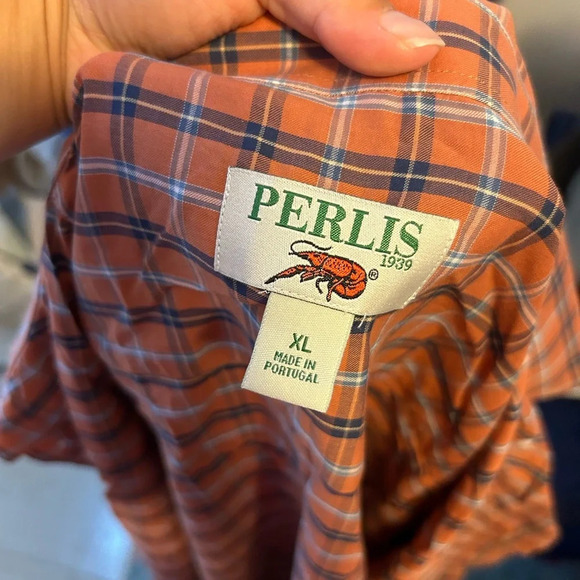 PERLIS
1939
®
XL
MADE IN
PORTUGAL